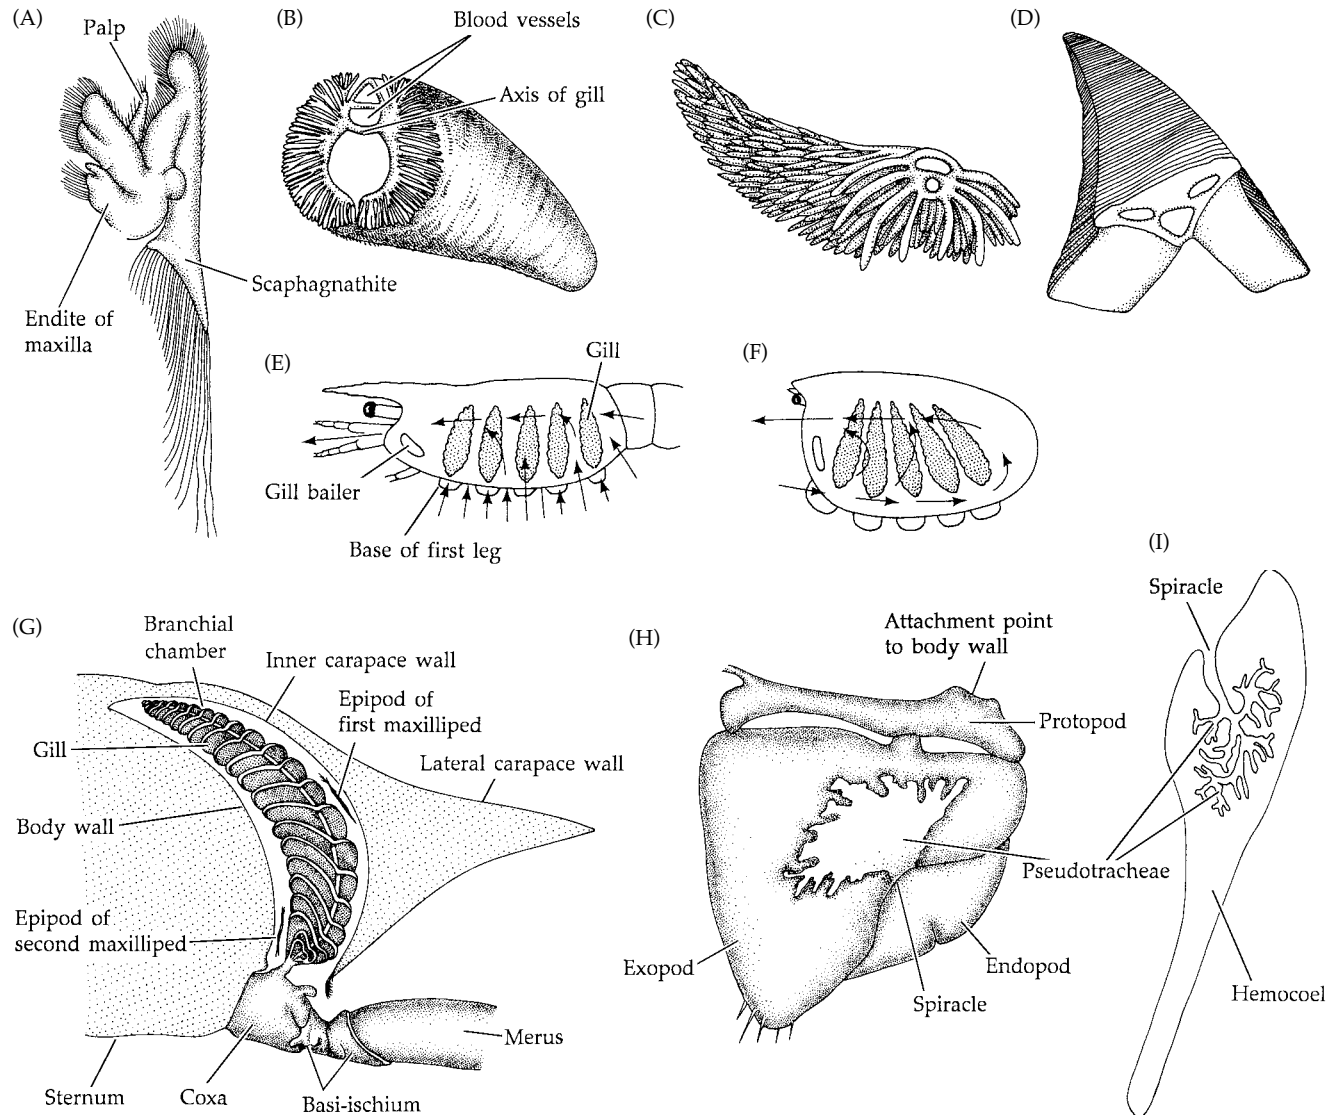 (A)
Palp
Endite of
maxilla
Scaphagnathite
(B)
Blood vessels
Axis of gill
(C)
(D)
(E)
Gill
Gill bailer
Base of first leg
(F)
(G)
Branchial
chamber
Inner carapace wall
Epipod of
first maxilliped
Gill
Lateral carapace wall
Body wall
Epipod of
second maxilliped
Sternum
Coxa
Basi-ischium
Merus
(H)
Attachment point
to body wall
Protopod
Pseudotracheae
Exopod
Endopod
Spiracle
(I)
Spiracle
Hemocoel